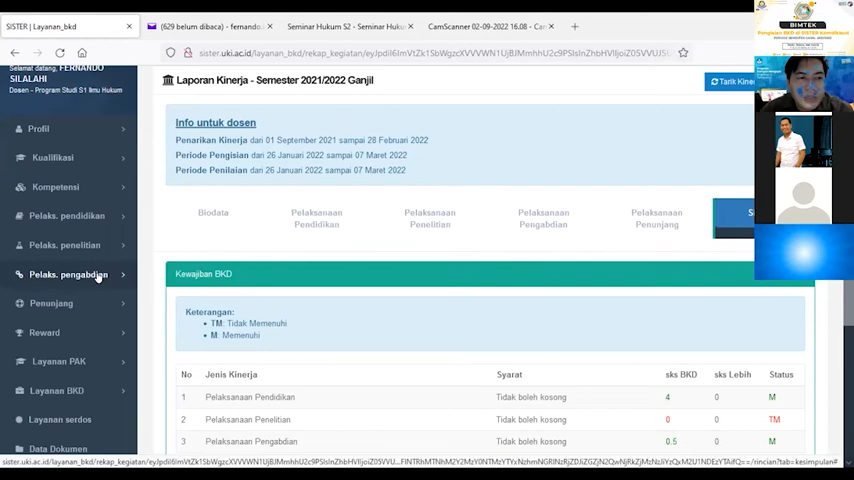 SISTER | Layanan_bkd
(629 belum dibaca) - fernando.
Seminar Hukum S2 - Seminar Huk
CamScanner 02-09-2022 16.08 - Can
sister.uki.ac.id/layanan_bkd/rekap_kegiatan/
Selamat datang, FERNANDO
SILALAHI
Dosen - Program Studi S1 Ilmu Hukum
Profil
Kualifikasi
Kompetensi
Pelaks. pendidikan
Pelaks. penelitian
Pelaks. pengabdian
Penunjang
Reward
Layanan PAK
Layanan BKD
Layanan serdos
Data Dokumen
Laporan Kinerja - Semester 2021/2022 Ganjil
Tarik Kiner
Info untuk dosen
Penarikan Kinerja dari 01 September 2021 sampai 28 Februari 2022
Periode Pengisian dari 26 Januari 2022 sampai 07 Maret 2022
Periode Penilaian dari 26 Januari 2022 sampai 07 Maret 2022
Biodata
Pelaksanaan Pendidikan
Pelaksanaan Penelitian
Pelaksanaan Pengabdian
Pelaksanaan Penunjang
Kewajiban BKD
Keterangan:
TM: Tidak Memenuhi
M: Memenuhi
No Jenis Kinerja Syarat sks BKD sks Lebih Status
1 Pelaksanaan Pendidikan Tidak boleh kosong 4 0 M
2 Pelaksanaan Penelitian Tidak boleh kosong 0 0 TM
3 Pelaksanaan Pengabdian Tidak boleh kosong 0.5 0 M
BIMTEK